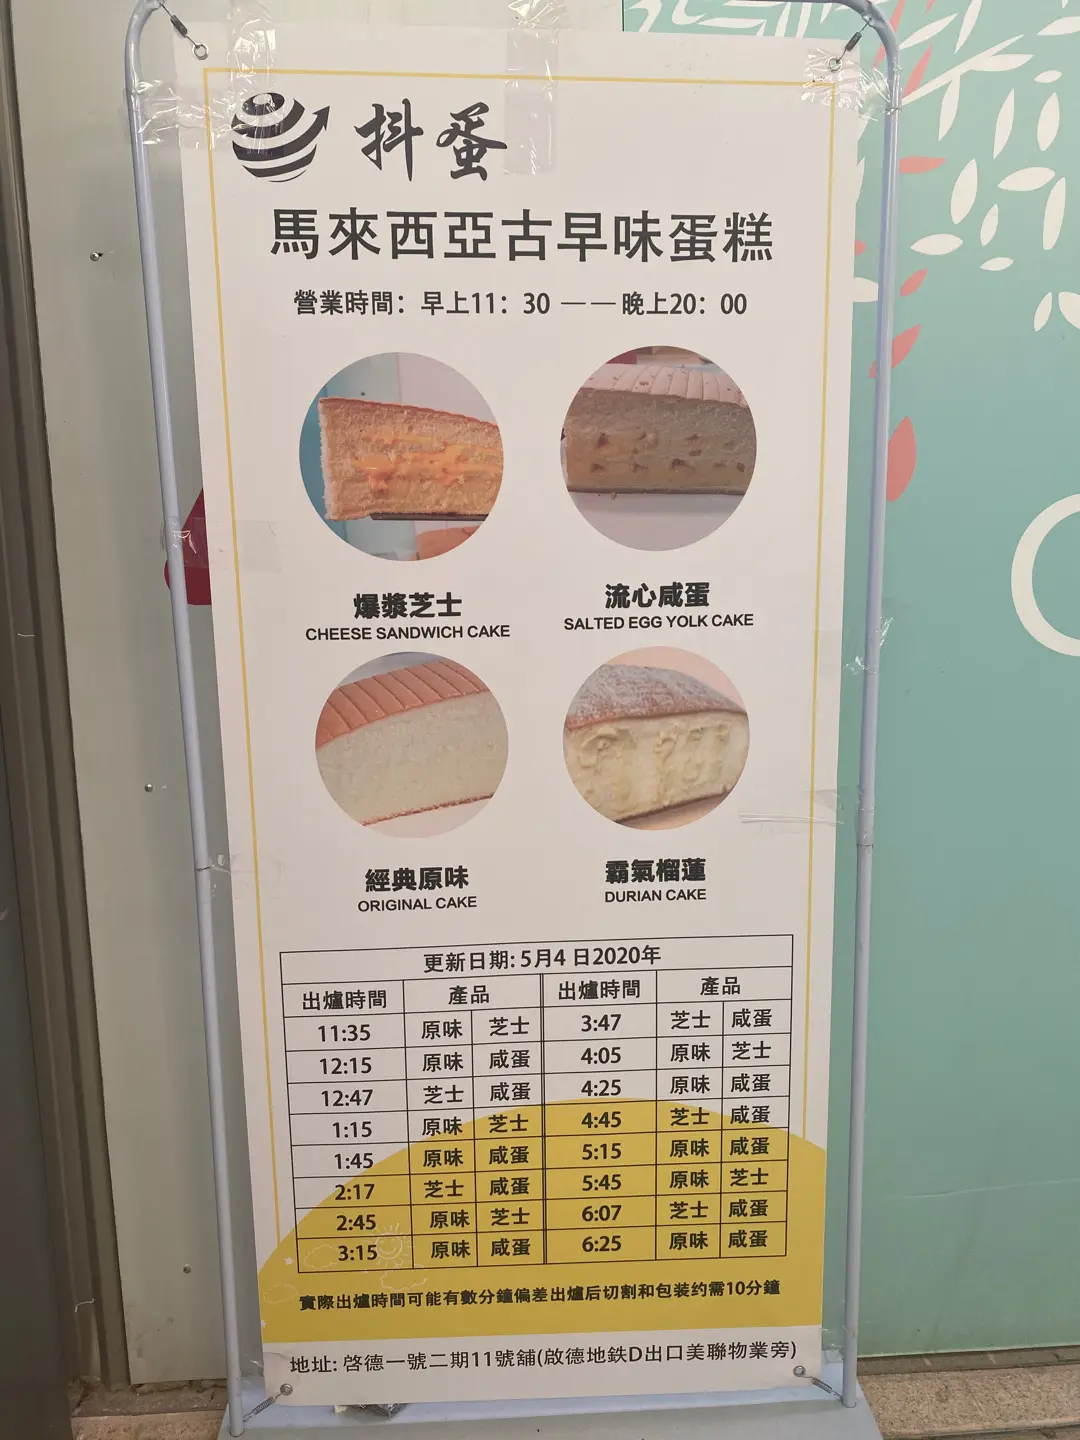 抖蛋
馬來西亞古早味蛋糕
營業時間：早上11：30 ——晚上20：00
爆漿芝士
CHEESE SANDWICH CAKE
流心咸蛋
SALTED EGG YOLK CAKE
經典原味
ORIGINAL CAKE
霸氣榴蓮
DURIAN CAKE
更新日期: 5月4 日2020年
出爐時間 產品 出爐時間 產品
11:35 原味 芝士 3:47 芝士 咸蛋
12:15 原味 咸蛋 4:05 原味 芝士
12:47 芝士 咸蛋 4:25 原味 咸蛋
1:15 原味 芝士 4:45 芝士 咸蛋
1:45 原味 咸蛋 5:15 原味 咸蛋
2:17 芝士 咸蛋 5:45 原味 芝士
2:45 原味 芝士 6:07 芝士 咸蛋
3:15 原味 咸蛋 6:25 原味 咸蛋
實際出爐時間可能有數分鐘偏差出爐后切割和包装约需10分鐘
地址: 啓德一號二期11號舖(啟德地鉄D出口美聯物業旁)